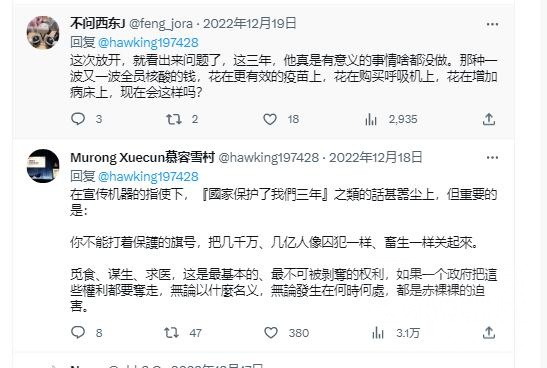 不问西东J @feng_jora · 2022年12月19日
回复 @hawking197428
这次放开，就看出来问题了，这三年，他真是有意义的事情啥都没做。那种一
波又一波全员核酸的钱，花在更有效的疫苗上，花在购买呼吸机上，花在增加
病床上，现在会这样吗？
3 2 18 2,935
Murong Xuecun慕容雪村 @hawking197428 · 2022年12月18日
回复 @hawking197428
在宣传机器的指使下，『國家保护了我們三年』之類的話甚嚣尘上，但重要的
是：
你不能打着保護的旗号，把几千万、几亿人像囚犯一样、畜生一样关起來。
觅食、谋生、求医，这是最基本的、最不可被剝奪的权利，如果一个政府把這
些權利都要奪走，無論以什麼名义，無論發生在何時何處，都是赤裸裸的迫
害。
8 47 380 3.1万